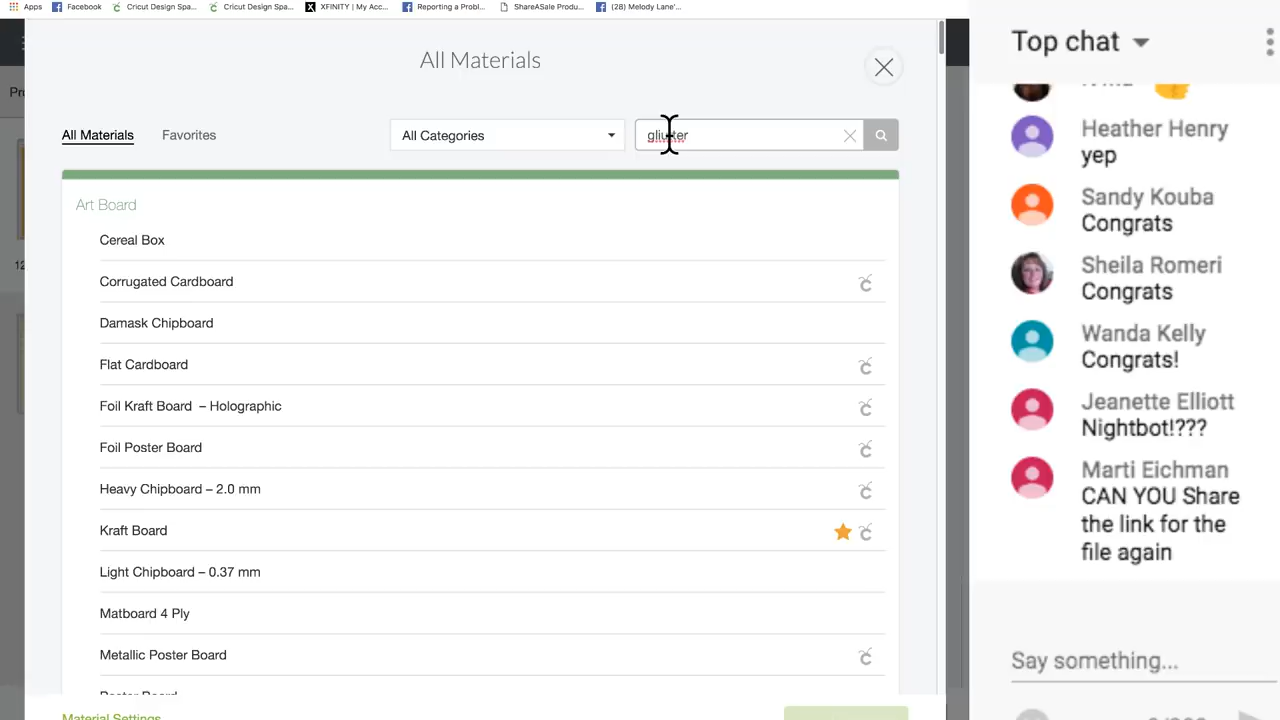 Apps Facebook Cricut Design Spa... Cricut Design Spa... XFINITY | My Acc... Reporting a Probl... ShareASale Produ... (28) Melody Lane'...
All Materials
All Materials Favorites All Categories
Art Board
Cereal Box
Corrugated Cardboard
Damask Chipboard
Flat Cardboard
Foil Kraft Board – Holographic
Foil Poster Board
Heavy Chipboard – 2.0 mm
Kraft Board
Light Chipboard – 0.37 mm
Matboard 4 Ply
Metallic Poster Board
Poster Board
Material Settings
Top chat
Heather Henry
yep
Sandy Kouba
Congrats
Sheila Romeri
Congrats
Wanda Kelly
Congrats!
Jeanette Elliott
Nightbot!???
Marti Eichman
CAN YOU Share
the link for the
file again
Say something...